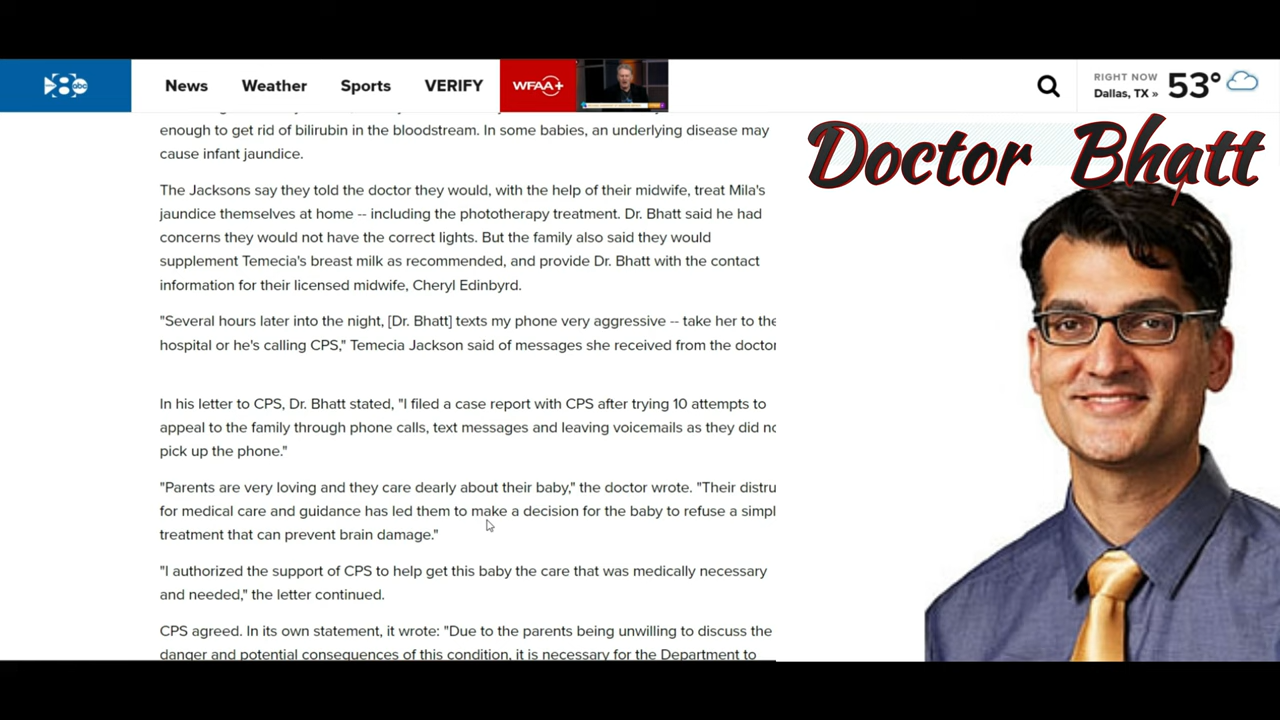 8 abc
News Weather Sports VERIFY WFAA+
RIGHT NOW
Dallas, TX » 53°
Doctor Bhatt
enough to get rid of bilirubin in the bloodstream. In some babies, an underlying disease may
cause infant jaundice.
The Jacksons say they told the doctor they would, with the help of their midwife, treat Mila's
jaundice themselves at home -- including the phototherapy treatment. Dr. Bhatt said he had
concerns they would not have the correct lights. But the family also said they would
supplement Temecia's breast milk as recommended, and provide Dr. Bhatt with the contact
information for their licensed midwife, Cheryl Edinbyrd.
"Several hours later into the night, [Dr. Bhatt] texts my phone very aggressive -- take her to the
hospital or he's calling CPS," Temecia Jackson said of messages she received from the doctor
In his letter to CPS, Dr. Bhatt stated, "I filed a case report with CPS after trying 10 attempts to
appeal to the family through phone calls, text messages and leaving voicemails as they did no
pick up the phone."
"Parents are very loving and they care dearly about their baby," the doctor wrote. "Their distru
for medical care and guidance has led them to make a decision for the baby to refuse a simpl
treatment that can prevent brain damage."
"I authorized the support of CPS to help get this baby the care that was medically necessary
and needed," the letter continued.
CPS agreed. In its own statement, it wrote: "Due to the parents being unwilling to discuss the
danger and potential consequences of this condition, it is necessary for the Department to